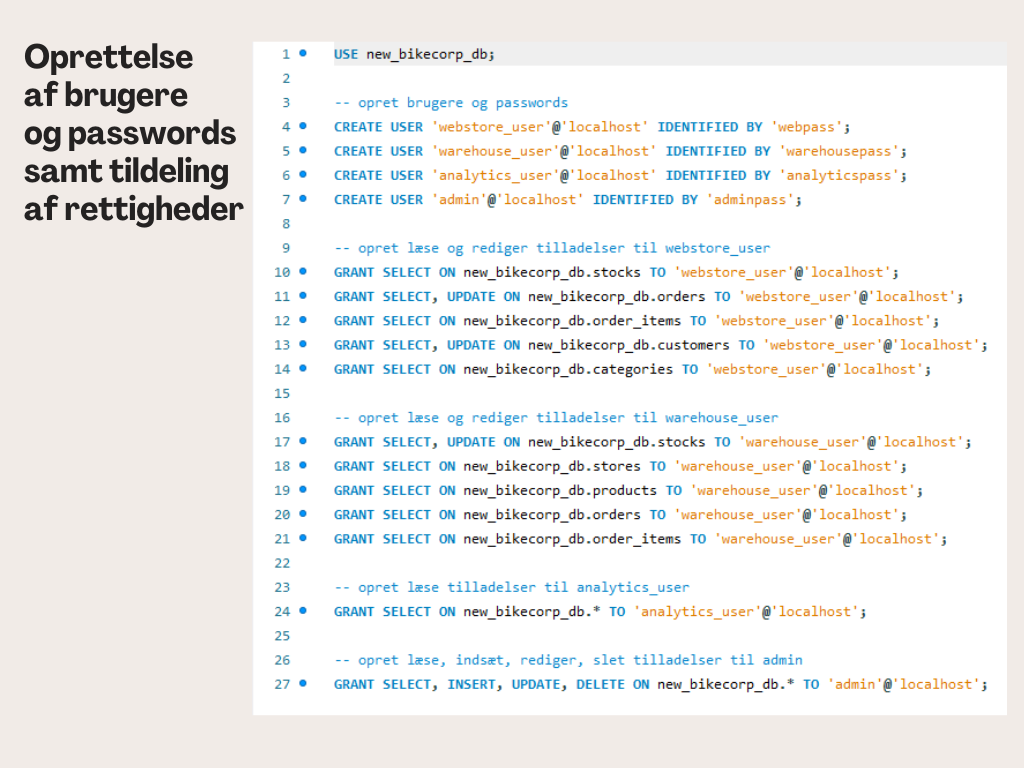 Oprettelse
af brugere
og passwords
samt tildeling
af rettigheder
1 USE new_bikecorp_db;
2
3 -- opret brugere og passwords
4 CREATE USER 'webstore_user'@'localhost' IDENTIFIED BY 'webpass';
5 CREATE USER 'warehouse_user'@'localhost' IDENTIFIED BY 'warehousepass';
6 CREATE USER 'analytics_user'@'localhost' IDENTIFIED BY 'analyticspass';
7 CREATE USER 'admin'@'localhost' IDENTIFIED BY 'adminpass';
8
9 -- opret læse og rediger tilladelser til webstore_user
10 GRANT SELECT ON new_bikecorp_db.stocks TO 'webstore_user'@'localhost';
11 GRANT SELECT, UPDATE ON new_bikecorp_db.orders TO 'webstore_user'@'localhost';
12 GRANT SELECT ON new_bikecorp_db.order_items TO 'webstore_user'@'localhost';
13 GRANT SELECT, UPDATE ON new_bikecorp_db.customers TO 'webstore_user'@'localhost';
14 GRANT SELECT ON new_bikecorp_db.categories TO 'webstore_user'@'localhost';
15
16 -- opret læse og rediger tilladelser til warehouse_user
17 GRANT SELECT, UPDATE ON new_bikecorp_db.stocks TO 'warehouse_user'@'localhost';
18 GRANT SELECT ON new_bikecorp_db.stores TO 'warehouse_user'@'localhost';
19 GRANT SELECT ON new_bikecorp_db.products TO 'warehouse_user'@'localhost';
20 GRANT SELECT ON new_bikecorp_db.orders TO 'warehouse_user'@'localhost';
21 GRANT SELECT ON new_bikecorp_db.order_items TO 'warehouse_user'@'localhost';
22
23 -- opret læse tilladelser til analytics_user
24 GRANT SELECT ON new_bikecorp_db.* TO 'analytics_user'@'localhost';
25
26 -- opret læse, indsæt, rediger, slet tilladelser til admin
27 GRANT SELECT, INSERT, UPDATE, DELETE ON new_bikecorp_db.* TO 'admin'@'localhost';